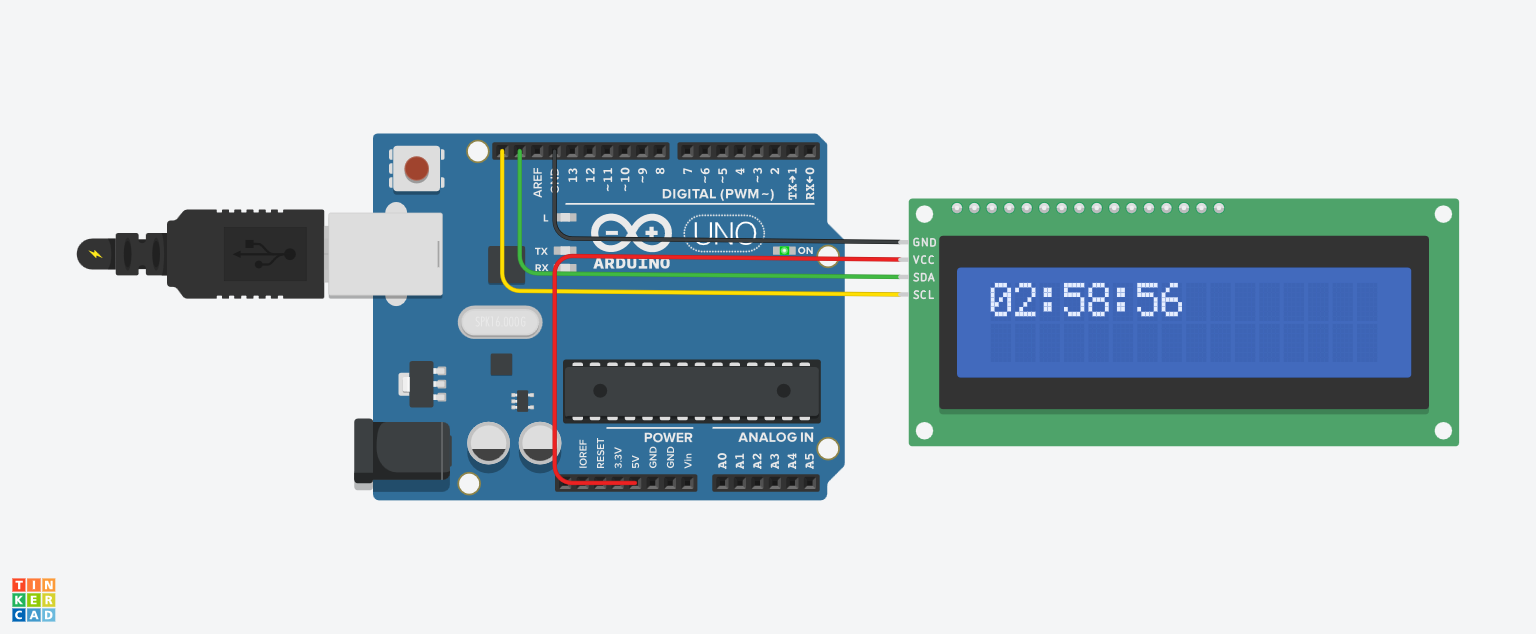 AREF
GND
13
12
~11
~10
~9
8
7
~6
~5
4
~3
2
TX→1
RX←0
DIGITAL (PWM~)
L
TX
RX
UNO
ON
ARDUINO
GND
VCC
SDA
SCL
02:58:56
SPK16.000G
POWER
ANALOG IN
IOREF
RESET
3.3V
5V
GND
GND
Vin
A0
A1
A2
A3
A4
A5
TIN
KER
CAD